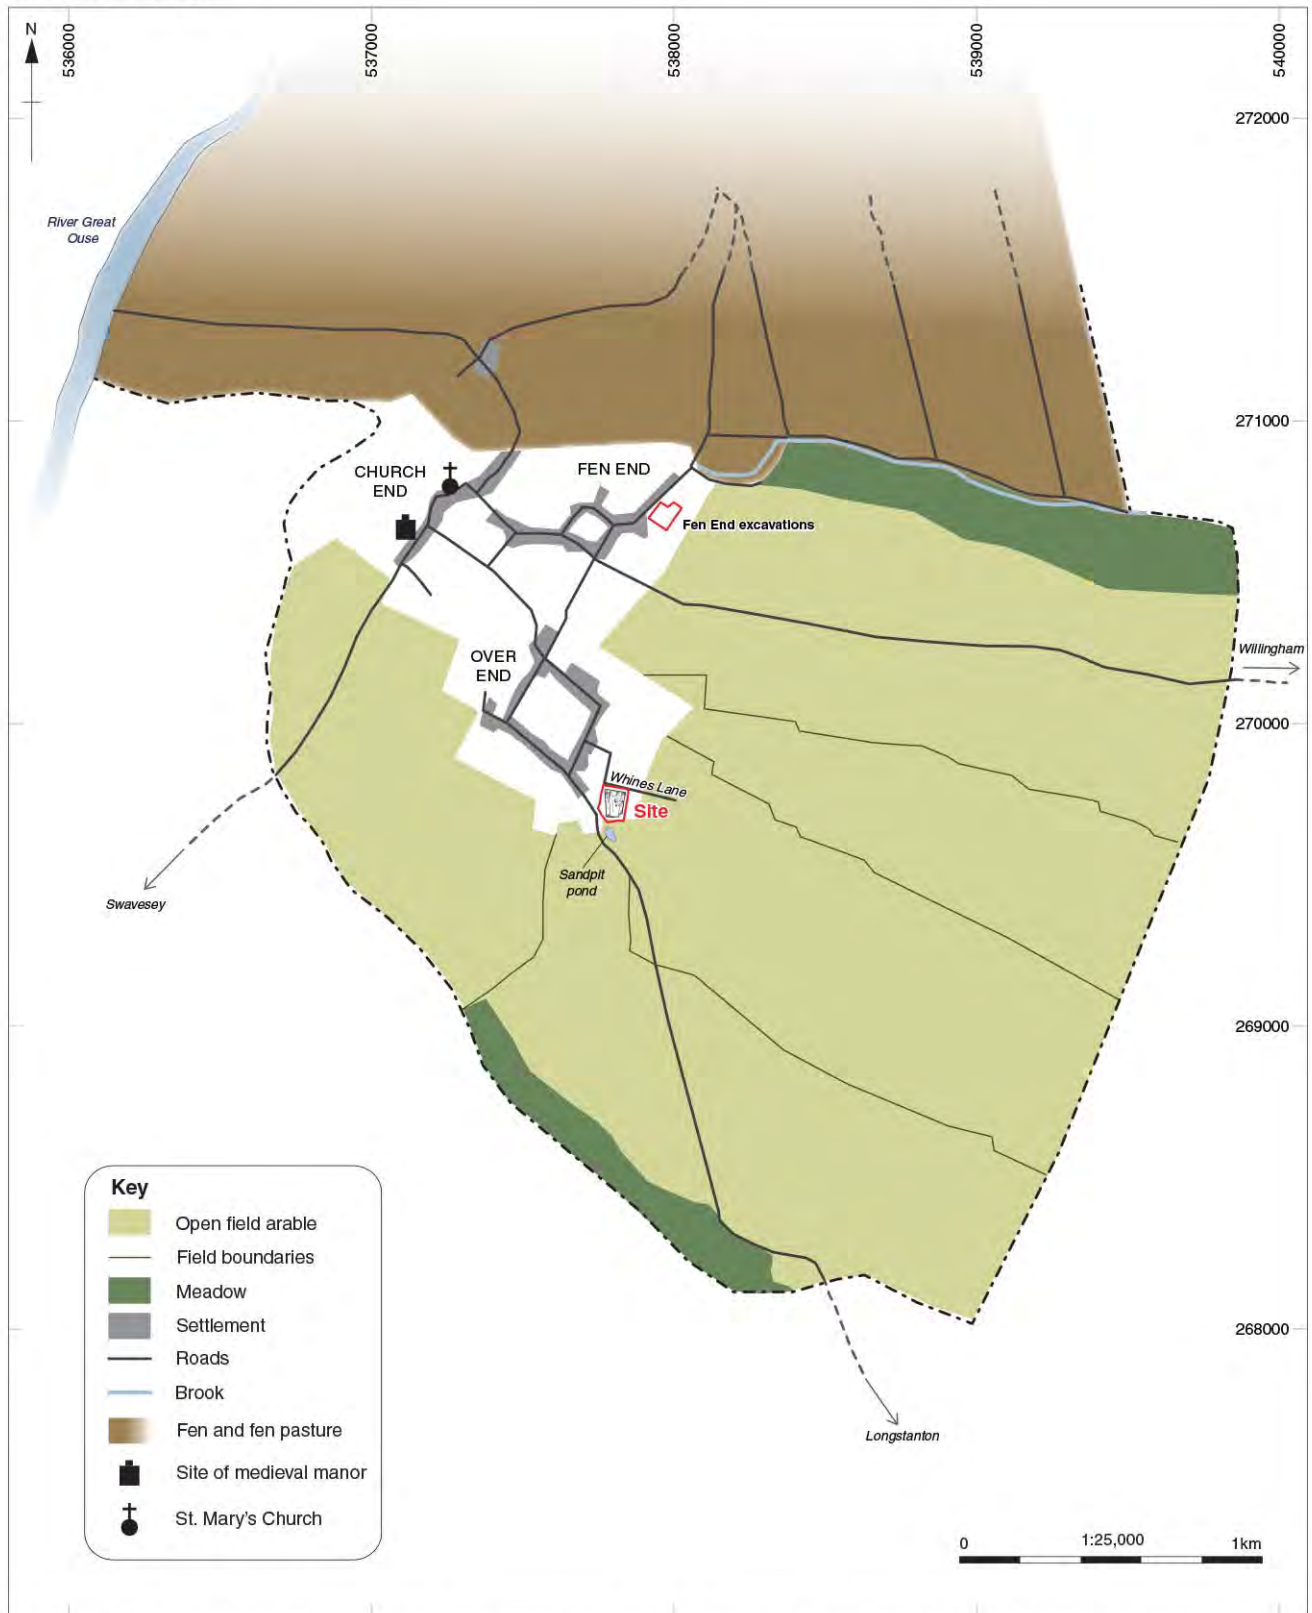 N
536000
537000
538000
539000
540000
272000
River Great
Ouse
271000
CHURCH
END
FEN END
Fen End excavations
OVER
END
Willingham
270000
Whines Lane
Site
Sandpit
pond
Swavesey
269000
Key
Open field arable
Field boundaries
Meadow
Settlement
Roads
Brook
Fen and fen pasture
Site of medieval manor
St. Mary's Church
268000
Longstanton
0
1:25,000
1km